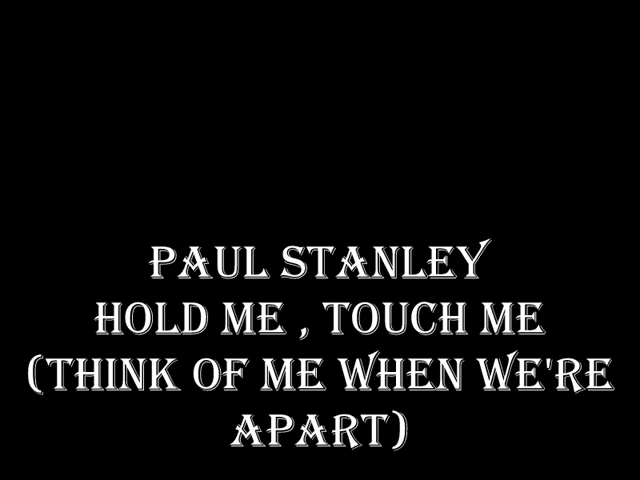 PAUL STANLEY
HOLD ME , TOUCH ME
(THINK OF ME WHEN WE'RE
APART)